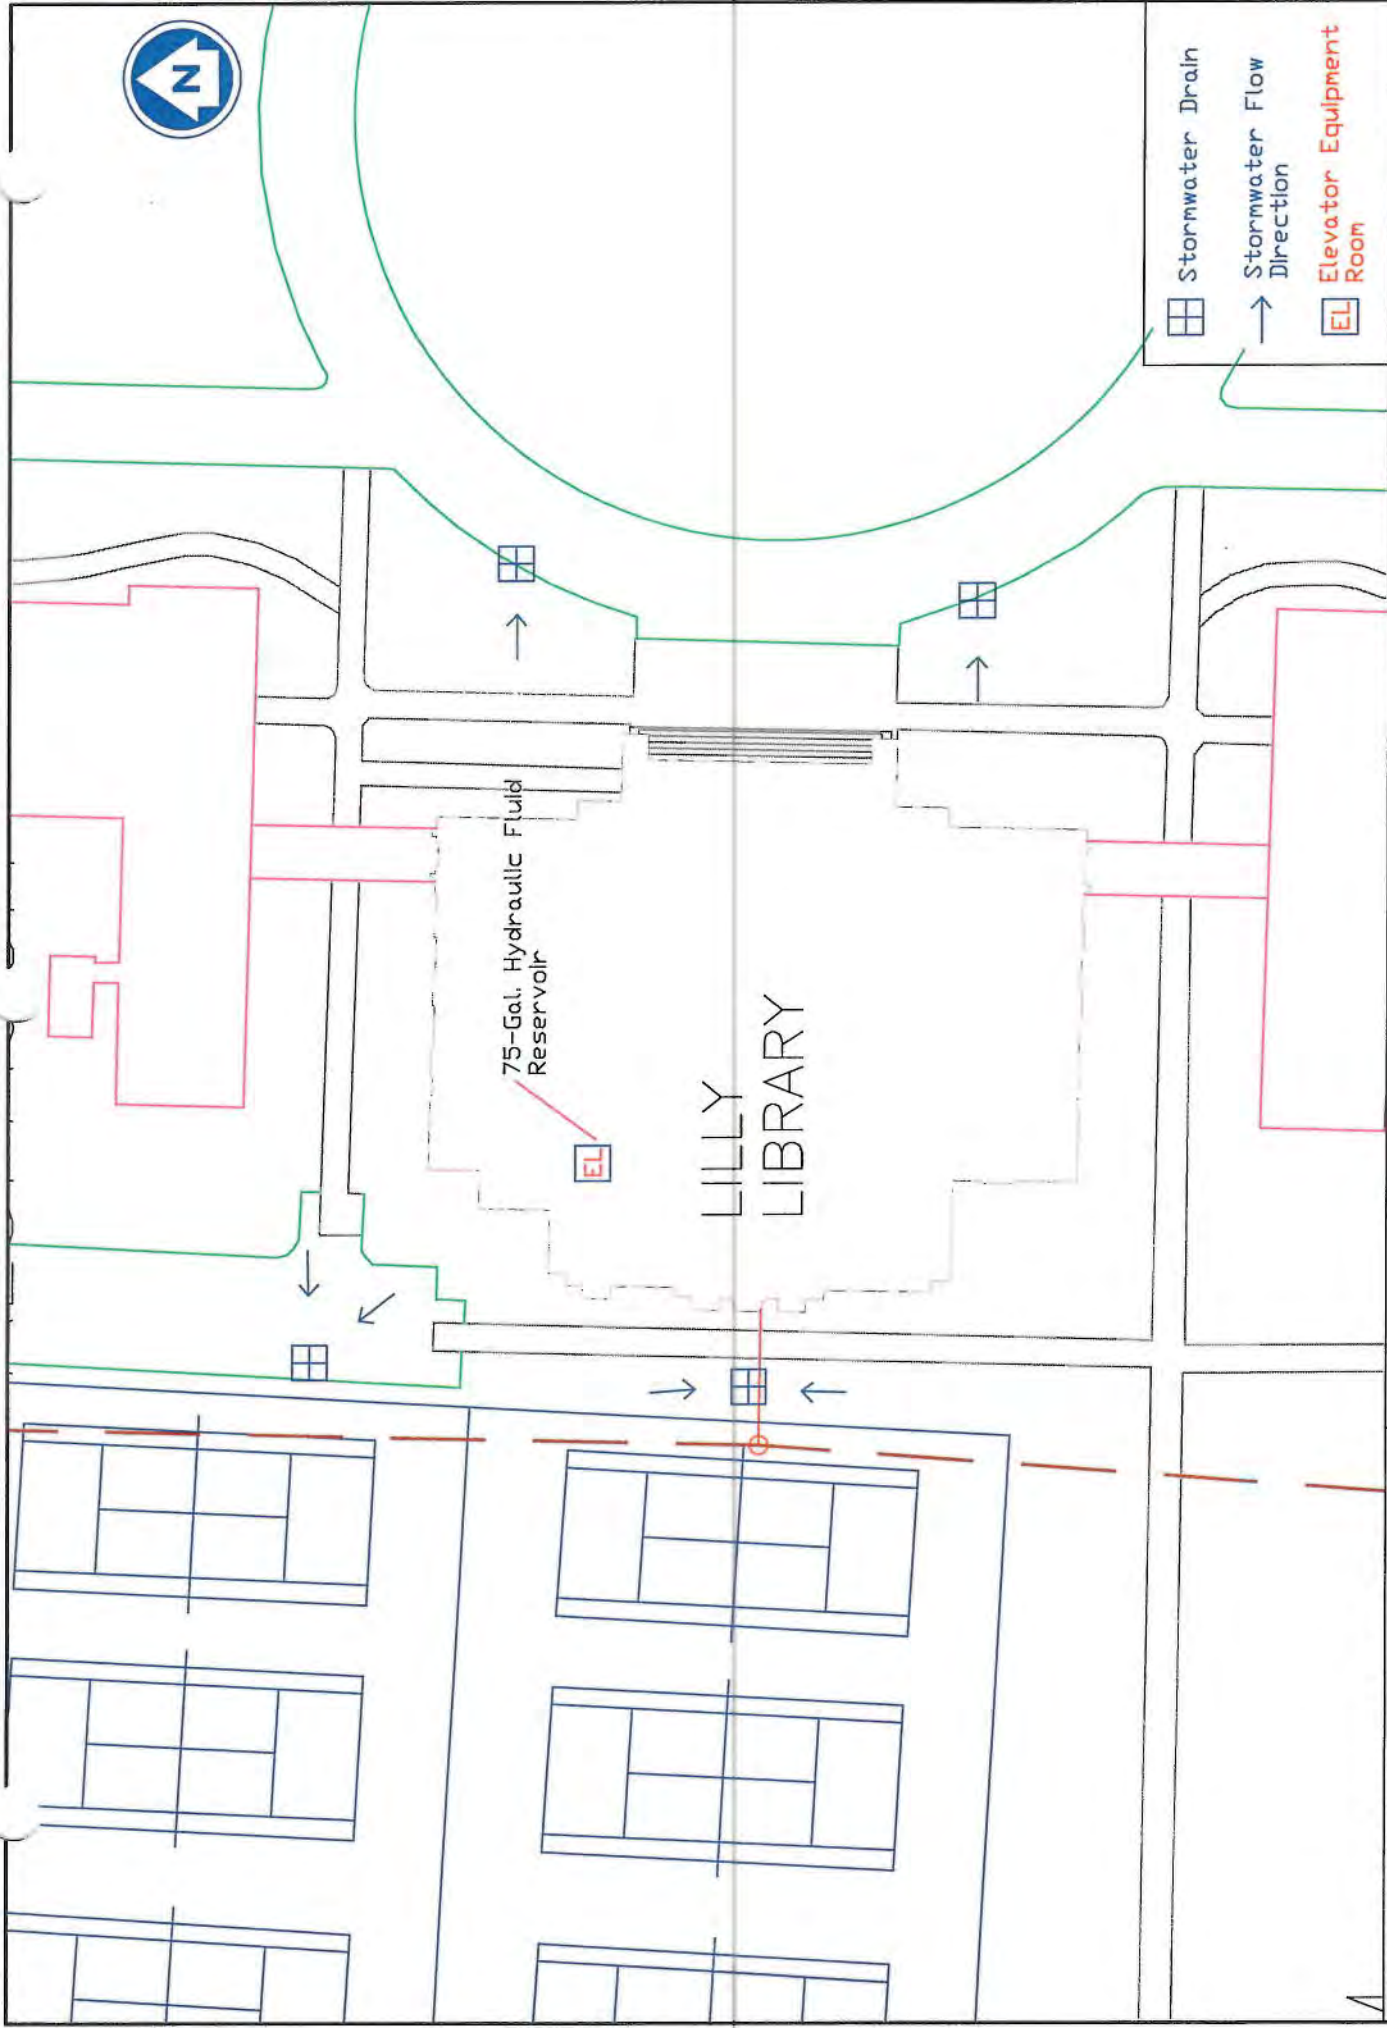 N
75-Gal. Hydraulic Fluid
Reservoir
EL
LILLY
LIBRARY
Stormwater Drain
Stormwater Flow
Direction
EL
Elevator Equipment
Room